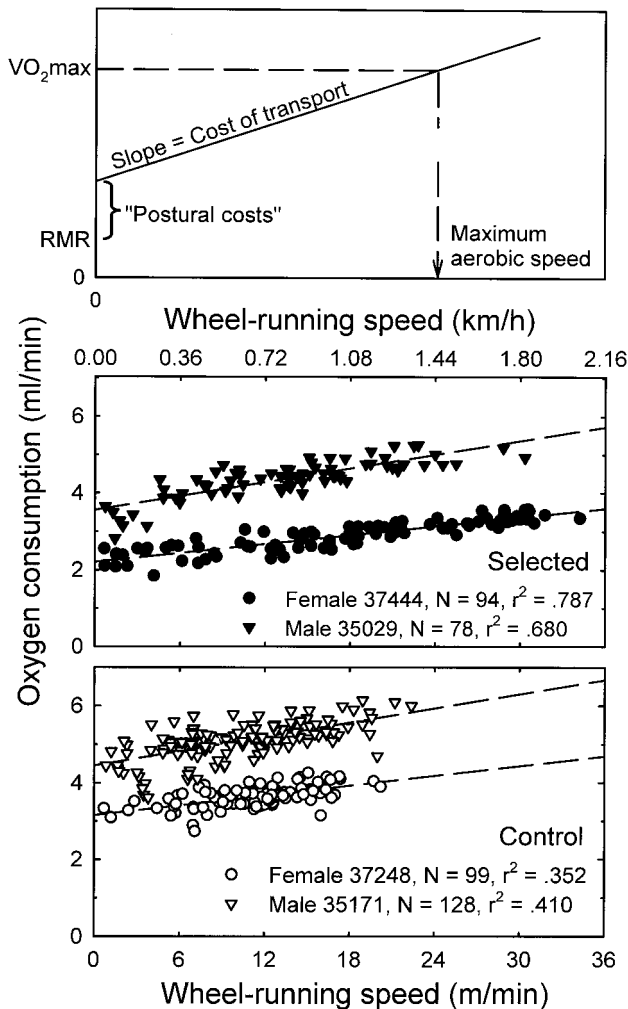 VO2max
Slope = Cost of transport
"Postural costs"
RMR
Maximum
aerobic speed
0
0
Wheel-running speed (km/h)
0.00 0.36 0.72 1.08 1.44 1.80 2.16
Oxygen consumption (ml/min)
6
4
2
0
Selected
Female 37444, N = 94, r2 = .787
Male 35029, N = 78, r2 = .680
6
4
2
0
Control
Female 37248, N = 99, r2 = .352
Male 35171, N = 128, r2 = .410
0 6 12 18 24 30 36
Wheel-running speed (m/min)